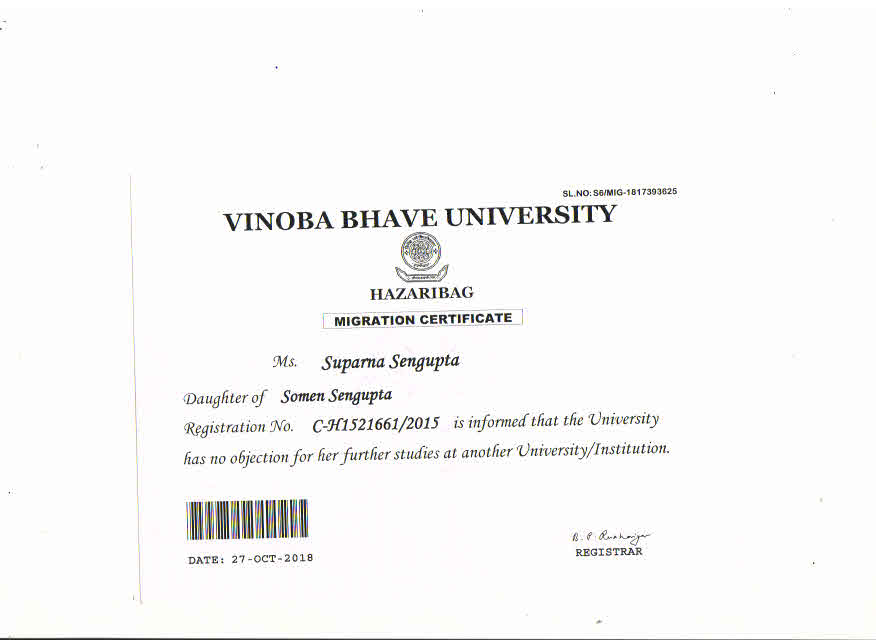 SL.NO: S6/MIG-1817393625
VINOBA BHAVE UNIVERSITY
HAZARIBAG
MIGRATION CERTIFICATE
Ms. Suparna Sengupta
Daughter of Somen Sengupta
Registration No. C-H1521661/2015 is informed that the University
has no objection for her further studies at another University/Institution.
DATE: 27-OCT-2018
REGISTRAR